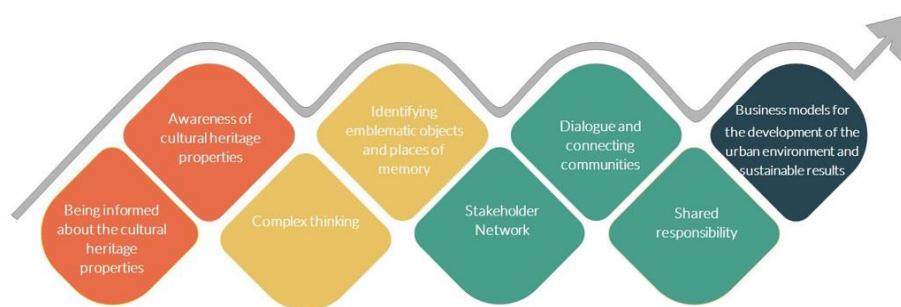 Being informed
about the cultural
heritage
properties
Awareness of
cultural heritage
properties
Complex thinking
Identifying
emblematic objects
and places of
memory
Stakeholder
Network
Dialogue and
connecting
communities
Shared
responsibility
Business models for
the development of the
urban environment and
sustainable results